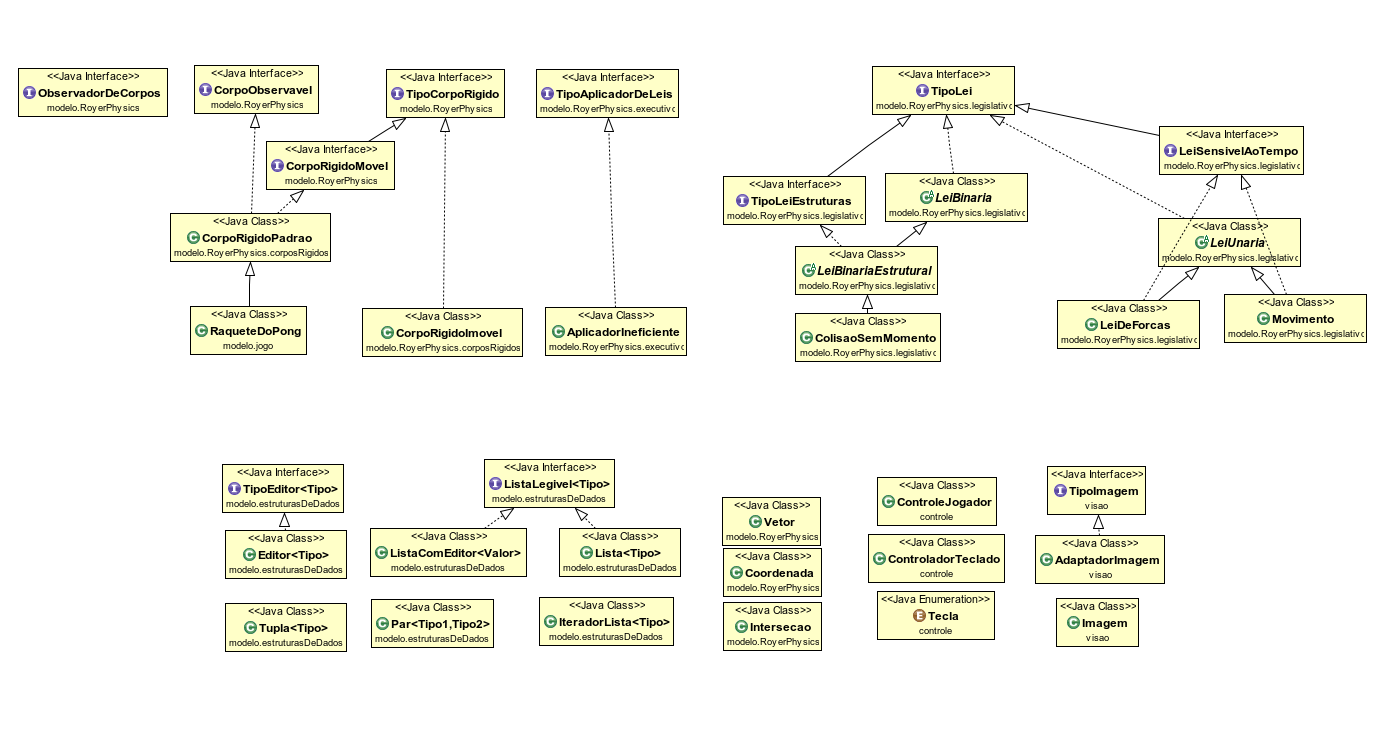 <<Java Interface>>
ObservadorDeCorpos
modelo.RoyerPhysics
<<Java Interface>>
CorpoObservavel
modelo.RoyerPhysics
<<Java Interface>>
TipoCorpoRigido
modelo.RoyerPhysics
<<Java Interface>>
TipoAplicadorDeLeis
modelo.RoyerPhysics.executivo
<<Java Interface>>
TipoLei
modelo.RoyerPhysics.legislativo
<<Java Interface>>
LeiSensivelAoTempo
modelo.RoyerPhysics.legislativo
<<Java Interface>>
CorpoRigidoMovel
modelo.RoyerPhysics
<<Java Interface>>
TipoLeiEstruturas
modelo.RoyerPhysics.legislativo
<<Java Class>>
LeiBinaria
modelo.RoyerPhysics.legislativo
<<Java Class>>
CorpoRigidoPadrao
modelo.RoyerPhysics.corposRigidos
<<Java Class>>
LeiBinariaEstrutural
modelo.RoyerPhysics.legislativo
<<Java Class>>
LeiUnaria
modelo.RoyerPhysics.legislativo
<<Java Class>>
RaqueteDoPong
modelo.jogo
<<Java Class>>
CorpoRigidoImovel
modelo.RoyerPhysics.corposRigidos
<<Java Class>>
AplicadorIneficiente
modelo.RoyerPhysics.executivo
<<Java Class>>
ColisaoSemMomento
modelo.RoyerPhysics.legislativo
<<Java Class>>
LeiDeForcas
modelo.RoyerPhysics.legislativo
<<Java Class>>
Movimento
modelo.RoyerPhysics.legislativo
<<Java Interface>>
TipoEditor<Tipo>
modelo.estruturasDeDados
<<Java Interface>>
ListaLegivel<Tipo>
modelo.estruturasDeDados
<<Java Class>>
Editor<Tipo>
modelo.estruturasDeDados
<<Java Class>>
ListaComEditor<Valor>
modelo.estruturasDeDados
<<Java Class>>
Lista<Tipo>
modelo.estruturasDeDados
<<Java Class>>
Tupla<Tipo>
modelo.estruturasDeDados
<<Java Class>>
Par<Tipo1,Tipo2>
modelo.estruturasDeDados
<<Java Class>>
IteradorLista<Tipo>
modelo.estruturasDeDados
<<Java Class>>
Vetor
modelo.RoyerPhysics
<<Java Class>>
Coordenada
modelo.RoyerPhysics
<<Java Class>>
Intersecao
modelo.RoyerPhysics
<<Java Class>>
ControleJogador
controle
<<Java Class>>
ControladorTeclado
controle
<<Java Enumeration>>
Tecla
controle
<<Java Interface>>
TipoImagem
visao
<<Java Class>>
AdaptadorImagem
visao
<<Java Class>>
Imagem
visao